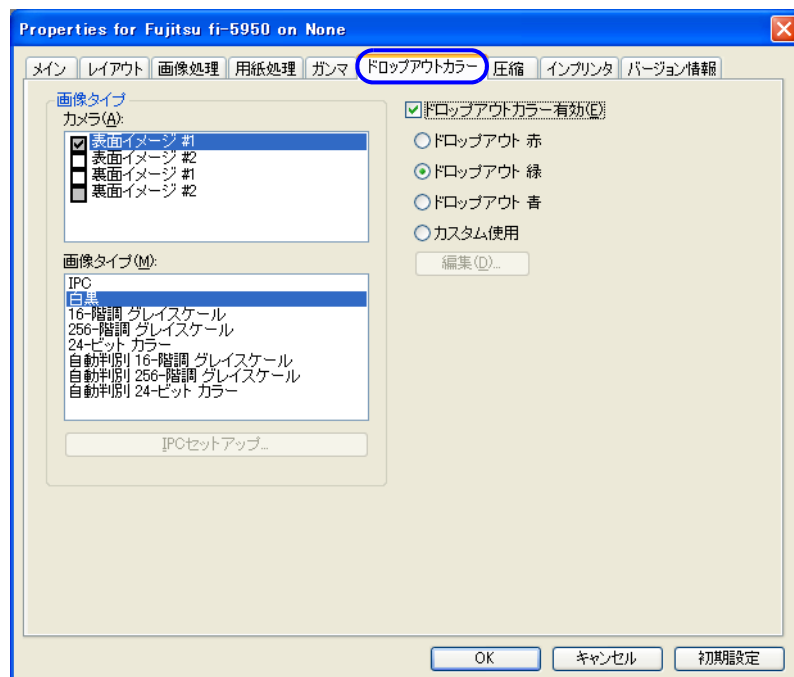 Properties for Fujitsu fi-5950 on None
メイン レイアウト 画像処理 用紙処理 ガンマ ドロップアウトカラー 圧縮 インプリンタ バージョン情報
画像タイプ
カメラ(A):
表面イメージ #1
表面イメージ #2
裏面イメージ #1
裏面イメージ #2
画像タイプ(M):
IPC
白黒
16-階調 グレイスケール
256-階調 グレイスケール
24-ビット カラー
自動判別 16-階調 グレイスケール
自動判別 256-階調 グレイスケール
自動判別 24-ビット カラー
IPCセットアップ...
ドロップアウトカラー有効(E)
ドロップアウト 赤
ドロップアウト 緑
ドロップアウト 青
カスタム使用
編集(D)...
OK キャンセル 初期設定